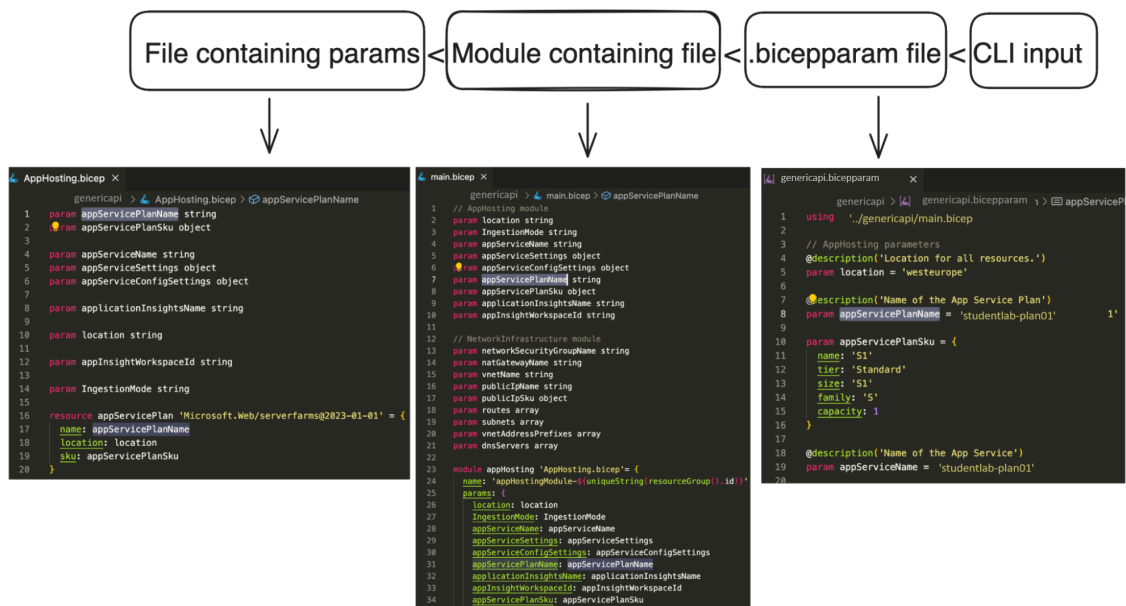 File containing params < Module containing file < .bicepparam file < CLI input
AppHosting.bicep ×
genericapi > AppHosting.bicep > appServicePlanName
1 param appServicePlanName string
2 param appServicePlanSku object
3
4 param appServiceName string
5 param appServiceSettings object
6 param appServiceConfigSettings object
7
8 param applicationInsightsName string
9
10 param location string
11
12 param appInsightWorkspaceId string
13
14 param IngestionMode string
15
16 resource appServicePlan 'Microsoft.Web/serverfarms@2023-01-01' = {
17 name: appServicePlanName
18 location: location
19 sku: appServicePlanSku
20 }
main.bicep ×
genericapi > main.bicep > appServicePlanName
1 // AppHosting module
2 param location string
3 param IngestionMode string
4 param appServiceName string
5 param appServiceSettings object
6 param appServiceConfigSettings object
7 param appServicePlanName string
8 param appServicePlanSku object
9 param applicationInsightsName string
10 param appInsightWorkspaceId string
11
12 // NetworkInfrastructure module
13 param networkSecurityGroupName string
14 param natGatewayName string
15 param vnetName string
16 param publicIpName string
17 param publicIpSku object
18 param routes array
19 param subnets array
20 param vnetAddressPrefixes array
21 param dnsServers array
22
23 module appHosting 'AppHosting.bicep'= {
24 name: 'appHostingModule-${uniqueString(resourceGroup().id)}'
25 params: {
26 location: location
27 IngestionMode: IngestionMode
28 appServiceName: appServiceName
29 appServiceSettings: appServiceSettings
30 appServiceConfigSettings: appServiceConfigSettings
31 appServicePlanName: appServicePlanName
32 applicationInsightsName: applicationInsightsName
33 appInsightWorkspaceId: appInsightWorkspaceId
34 appServicePlanSku: appServicePlanSku
genericapi.bicepparam ×
genericapi > genericapi.bicepparam > appServiceP
1 using '../genericapi/main.bicep'
2
3 // AppHosting parameters
4 @description('Location for all resources.')
5 param location = 'westeurope'
6
7 @description('Name of the App Service Plan')
8 param appServicePlanName = 'studentlab-plan01' 1'
9
10 param appServicePlanSku = {
11 name: 'S1'
12 tier: 'Standard'
13 size: 'S1'
14 family: 'S'
15 capacity: 1
16 }
17
18 @description('Name of the App Service')
19 param appServiceName = 'studentlab-plan01'
20